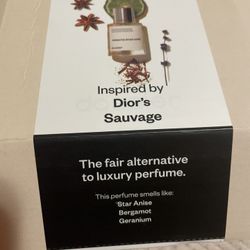 Inspired by
Dior's
Sauvage
The fair alternative
to luxury perfume.
This perfume smells like:
Star Anise
Bergamot
Geranium